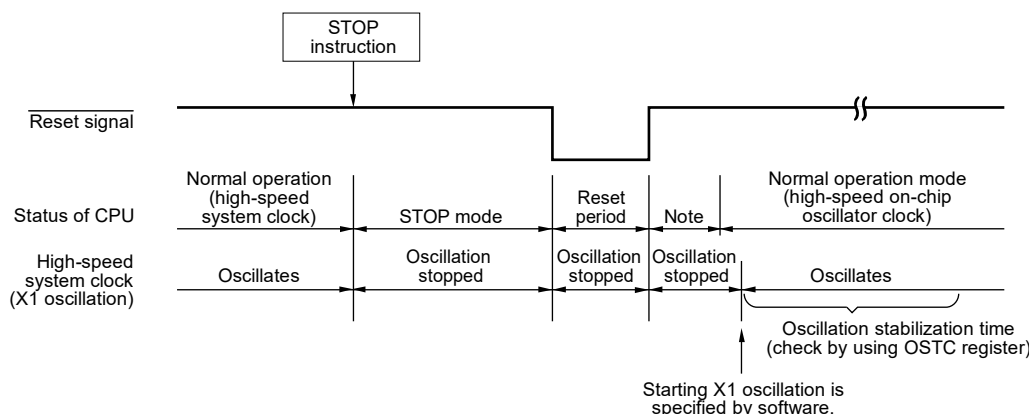 STOP
instruction
Reset signal
Normal operation
(high-speed
system clock)
Reset
period
Normal operation mode
(high-speed on-chip
oscillator clock)
Status of CPU
STOP mode
Note
High-speed
system clock
(X1 oscillation)
Oscillates
Oscillation
stopped
Oscillation
stopped
Oscillation
stopped
Oscillates
Oscillation stabilization time
(check by using OSTC register)
Starting X1 oscillation is
specified by software.